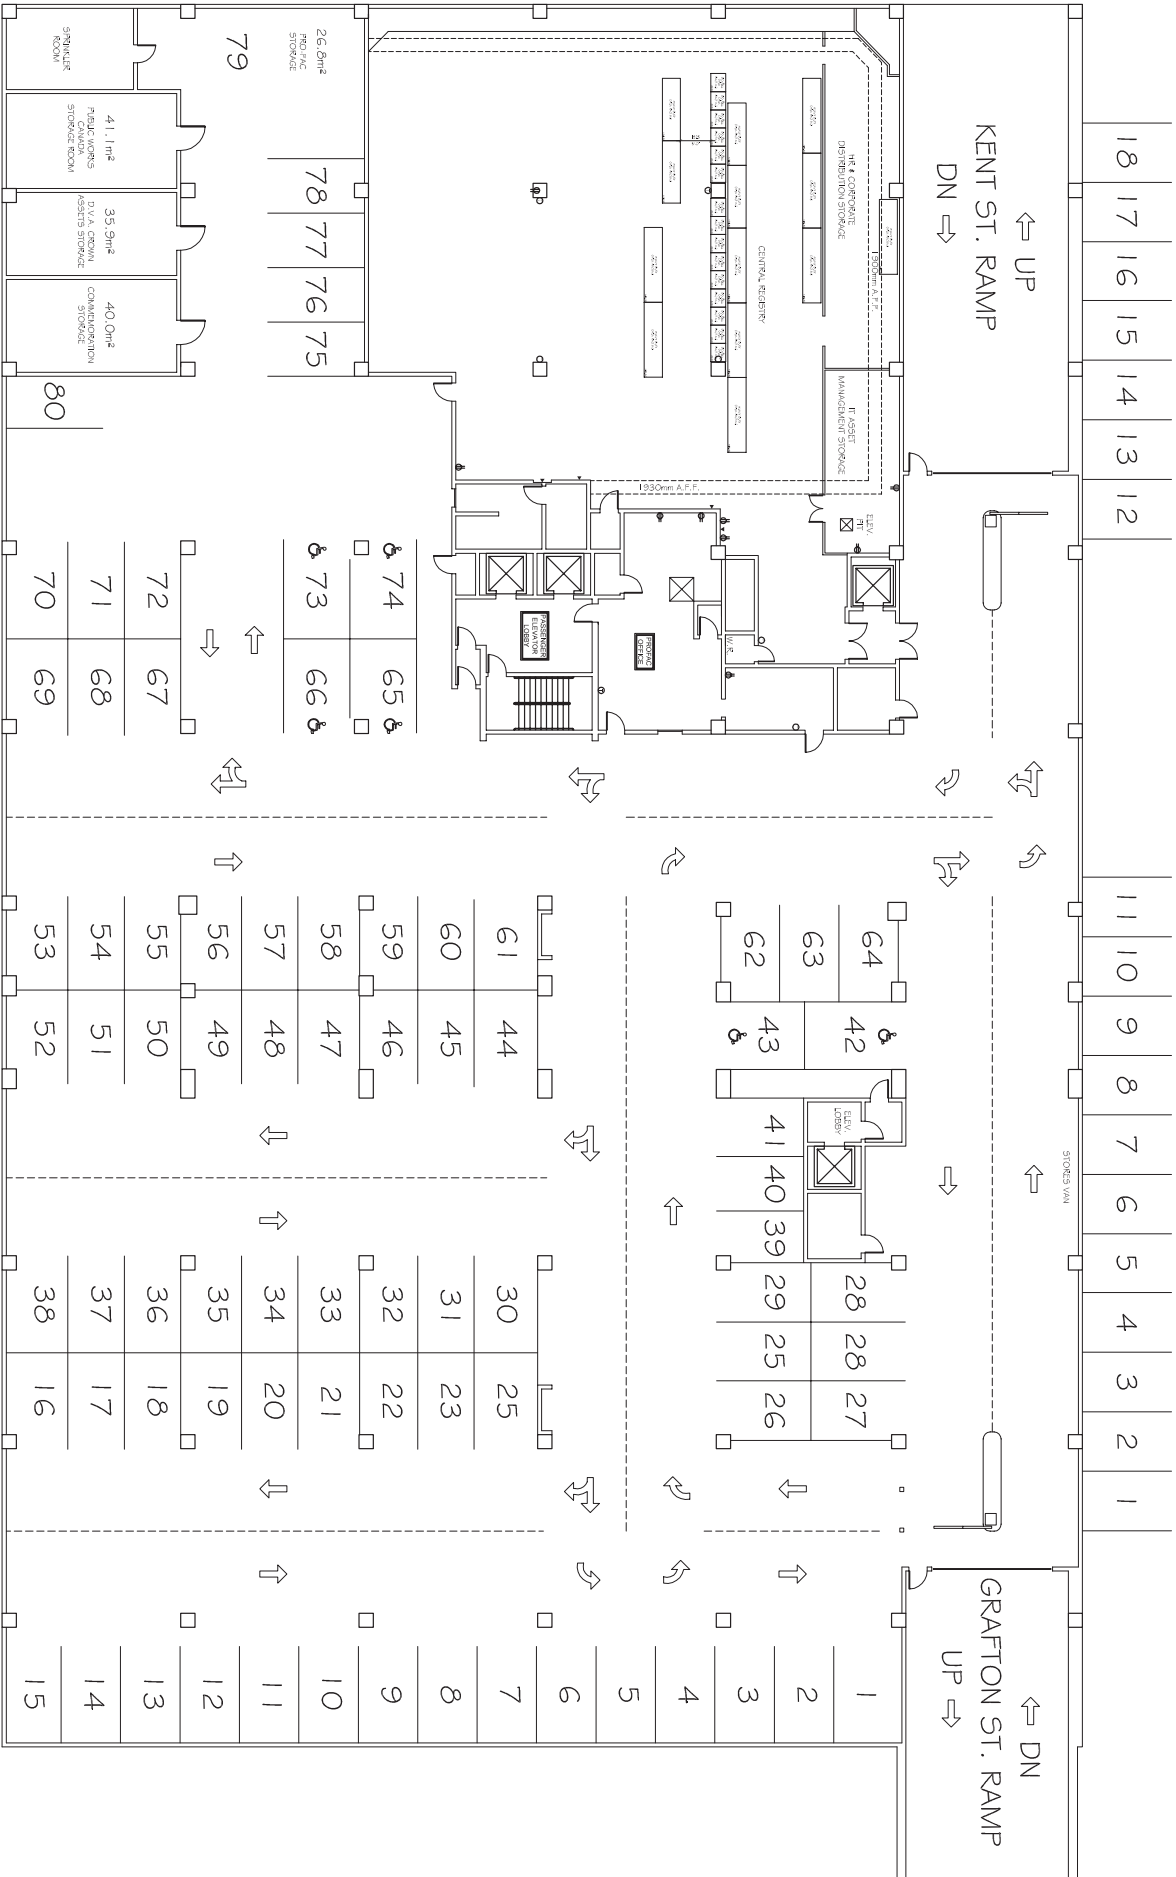 18 17 16 15 14 13 12 11 10 9 8 7 6 5 4 3 2 1
STORES VAN
UP
KENT ST. RAMP
DN
DN
GRAFTON ST. RAMP
UP
1900mm A.F.F.
HR & CORPORATE
DISTRIBUTION STORAGE
IT ASSET
MANAGEMENT STORAGE
ELEV.
PIT
CENTRAL REGISTRY
1930mm A.F.F.
W.R.
PROFAC
OFFICE
PASSENGER
ELEVATOR
LOBBY
64
63
62
42
43
ELEV.
LOBBY
41 40 39
28 28 27
29 25 26
1
2
3
4
5
6
7
8
9
10
11
12
13
14
15
61 44
60 45
59 46
58 47
57 48
56 49
55 50
54 51
53 52
30 25
31 23
32 22
33 21
34 20
35 19
36 18
37 17
38 16
74 65
73 66
72 67
71 68
70 69
26.8m²
PRO-FAC
STORAGE
79
78 77 76 75
80
SPRINKLER
ROOM
41.1m²
PUBLIC WORKS
CANADA
STORAGE ROOM
35.9m²
D.V.A. CROWN
ASSETS STORAGE
40.0m²
COMMEMORATION
STORAGE